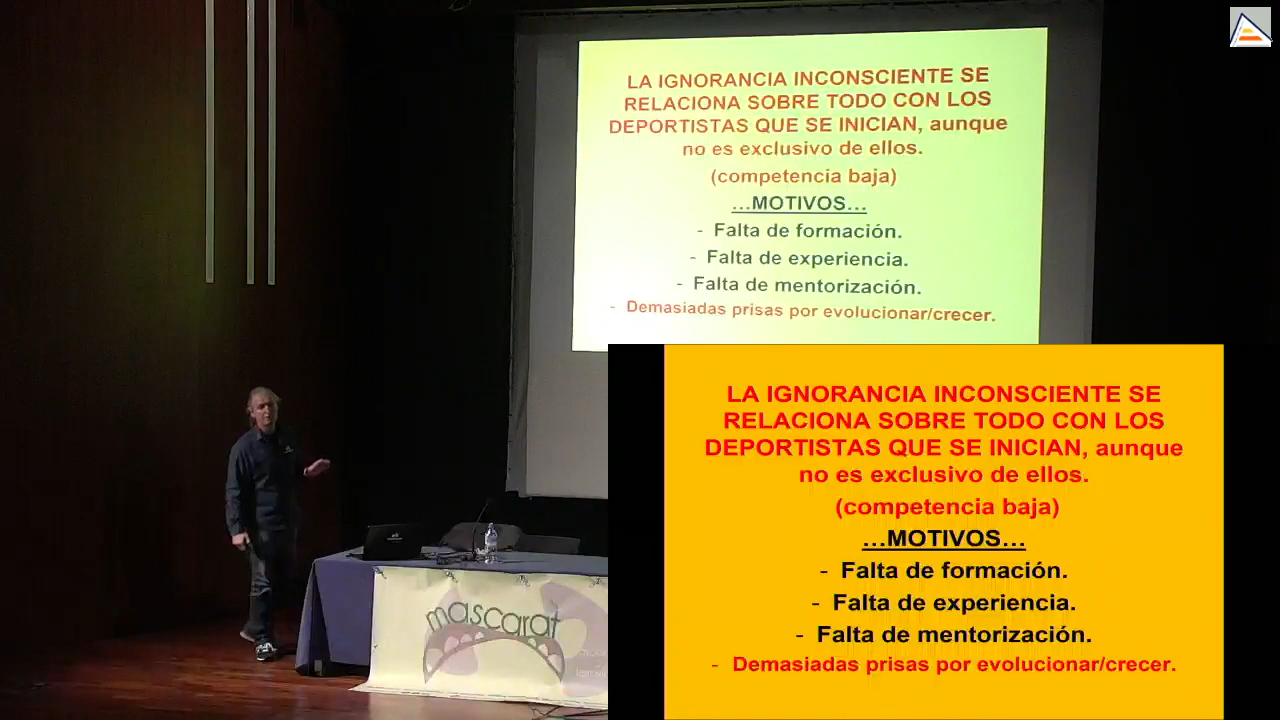 LA IGNORANCIA INCONSCIENTE SE
RELACIONA SOBRE TODO CON LOS
DEPORTISTAS QUE SE INICIAN, aunque
no es exclusivo de ellos.
(competencia baja)
...MOTIVOS...
- Falta de formación.
- Falta de experiencia.
- Falta de mentorización.
- Demasiadas prisas por evolucionar/crecer.
mascarat
LA IGNORANCIA INCONSCIENTE SE
RELACIONA SOBRE TODO CON LOS
DEPORTISTAS QUE SE INICIAN, aunque
no es exclusivo de ellos.
(competencia baja)
...MOTIVOS...
- Falta de formación.
- Falta de experiencia.
- Falta de mentorización.
- Demasiadas prisas por evolucionar/crecer.